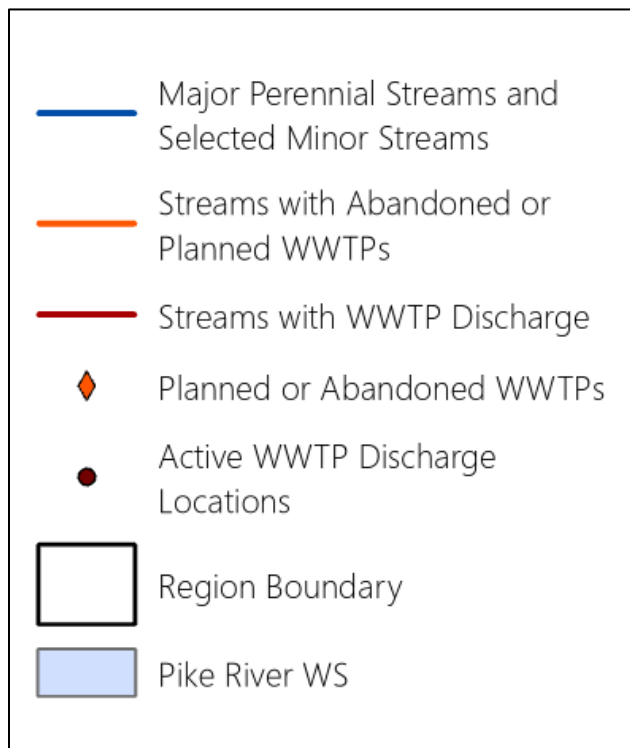 Major Perennial Streams and
Selected Minor Streams
Streams with Abandoned or
Planned WWTPs
Streams with WWTP Discharge
Planned or Abandoned WWTPs
Active WWTP Discharge
Locations
Region Boundary
Pike River WS